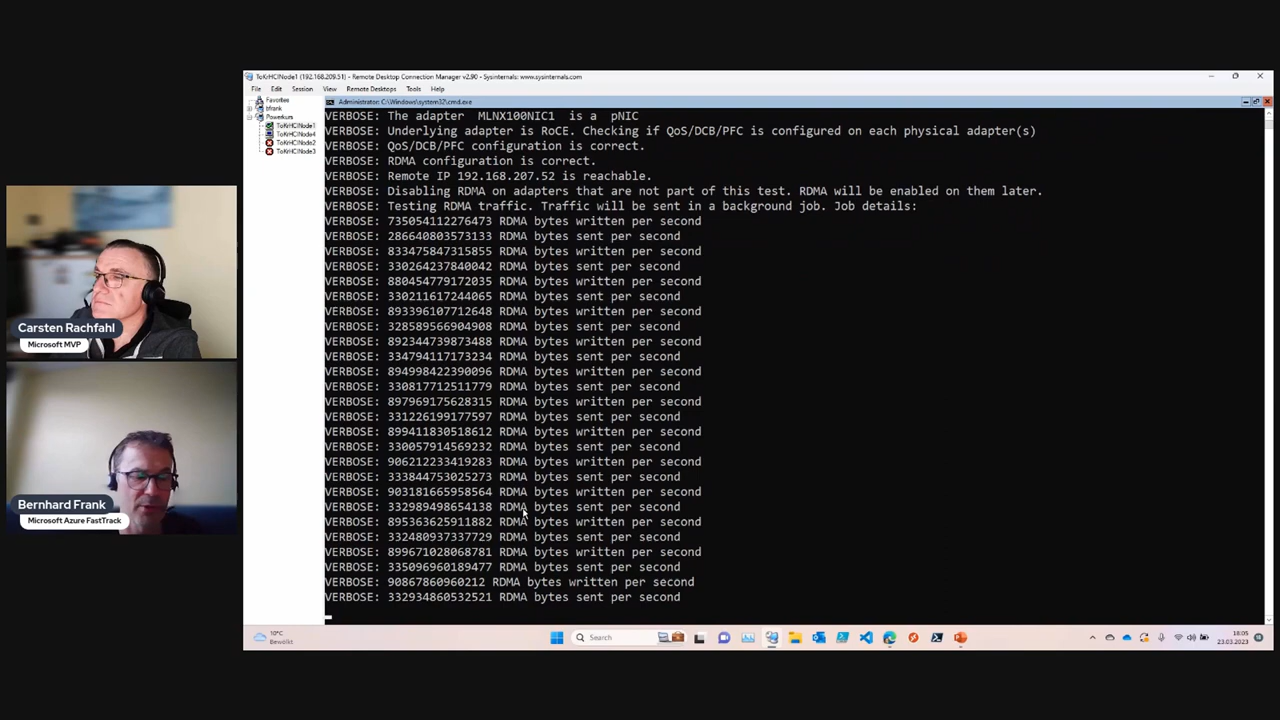 ToKrHCINode1 (192.168.209.51) - Remote Desktop Connection Manager v2.90 - Sysinternals: www.sysinternals.com
File Edit Session View Remote Desktops Tools Help
Favorites
bfrank
Powerkurs
ToKrHCINode1
ToKrHCINode4
ToKrHCINode2
ToKrHCINode3
Administrator: C:\Windows\system32\cmd.exe
VERBOSE: The adapter MLNX100NIC1 is a pNIC
VERBOSE: Underlying adapter is RoCE. Checking if QoS/DCB/PFC is configured on each physical adapter(s)
VERBOSE: QoS/DCB/PFC configuration is correct.
VERBOSE: RDMA configuration is correct.
VERBOSE: Remote IP 192.168.207.52 is reachable.
VERBOSE: Disabling RDMA on adapters that are not part of this test. RDMA will be enabled on them later.
VERBOSE: Testing RDMA traffic. Traffic will be sent in a background job. Job details:
VERBOSE: 735054112276473 RDMA bytes written per second
VERBOSE: 286640803573133 RDMA bytes sent per second
VERBOSE: 833475847315855 RDMA bytes written per second
VERBOSE: 330264237840042 RDMA bytes sent per second
VERBOSE: 880454779172035 RDMA bytes written per second
VERBOSE: 330211617244065 RDMA bytes sent per second
VERBOSE: 893396107712648 RDMA bytes written per second
VERBOSE: 328589566904908 RDMA bytes sent per second
VERBOSE: 892344739873488 RDMA bytes written per second
VERBOSE: 334794117173234 RDMA bytes sent per second
VERBOSE: 894998422390096 RDMA bytes written per second
VERBOSE: 330817712511779 RDMA bytes sent per second
VERBOSE: 897969175628315 RDMA bytes written per second
VERBOSE: 331226199177597 RDMA bytes sent per second
VERBOSE: 899411830518612 RDMA bytes written per second
VERBOSE: 330057914569232 RDMA bytes sent per second
VERBOSE: 906212233419283 RDMA bytes written per second
VERBOSE: 333844753025273 RDMA bytes sent per second
VERBOSE: 903181665958564 RDMA bytes written per second
VERBOSE: 332989498654138 RDMA bytes sent per second
VERBOSE: 895363625911882 RDMA bytes written per second
VERBOSE: 332480937337729 RDMA bytes sent per second
VERBOSE: 899671028068781 RDMA bytes written per second
VERBOSE: 335096960189477 RDMA bytes sent per second
VERBOSE: 90867860960212 RDMA bytes written per second
VERBOSE: 332934860532521 RDMA bytes sent per second
Carsten Rachfahl
Microsoft MVP
Bernhard Frank
Microsoft Azure FastTrack
10°C
Bewölkt
Search
18:05
23.03.2023